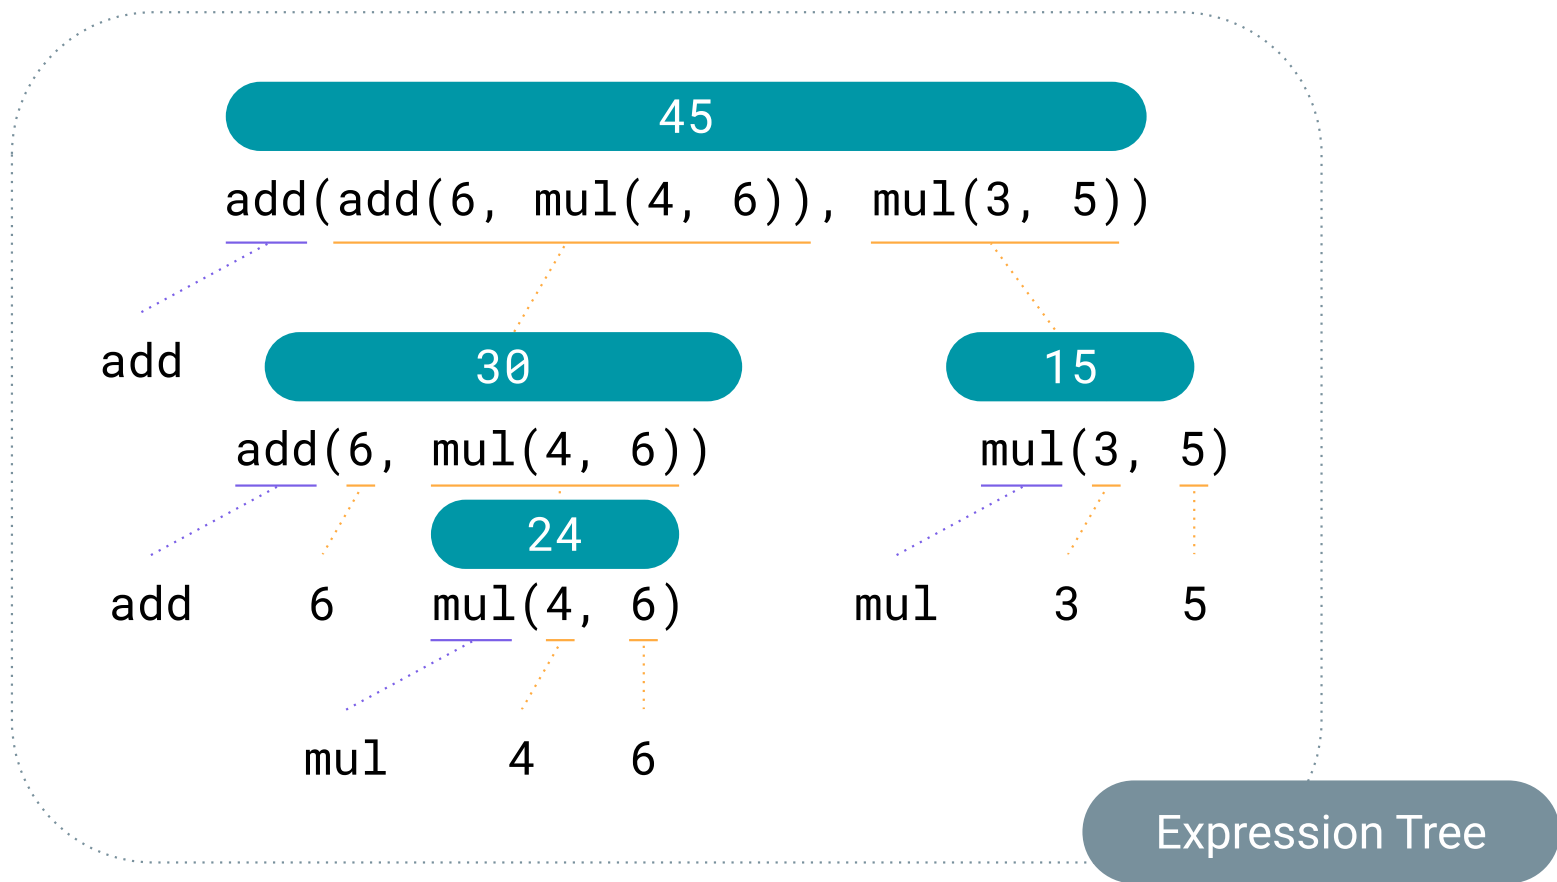 45
add(add(6, mul(4, 6)), mul(3, 5))
add
30
15
add(6, mul(4, 6))
mul(3, 5)
24
add
6
mul(4, 6)
mul
3
5
mul
4
6
Expression Tree